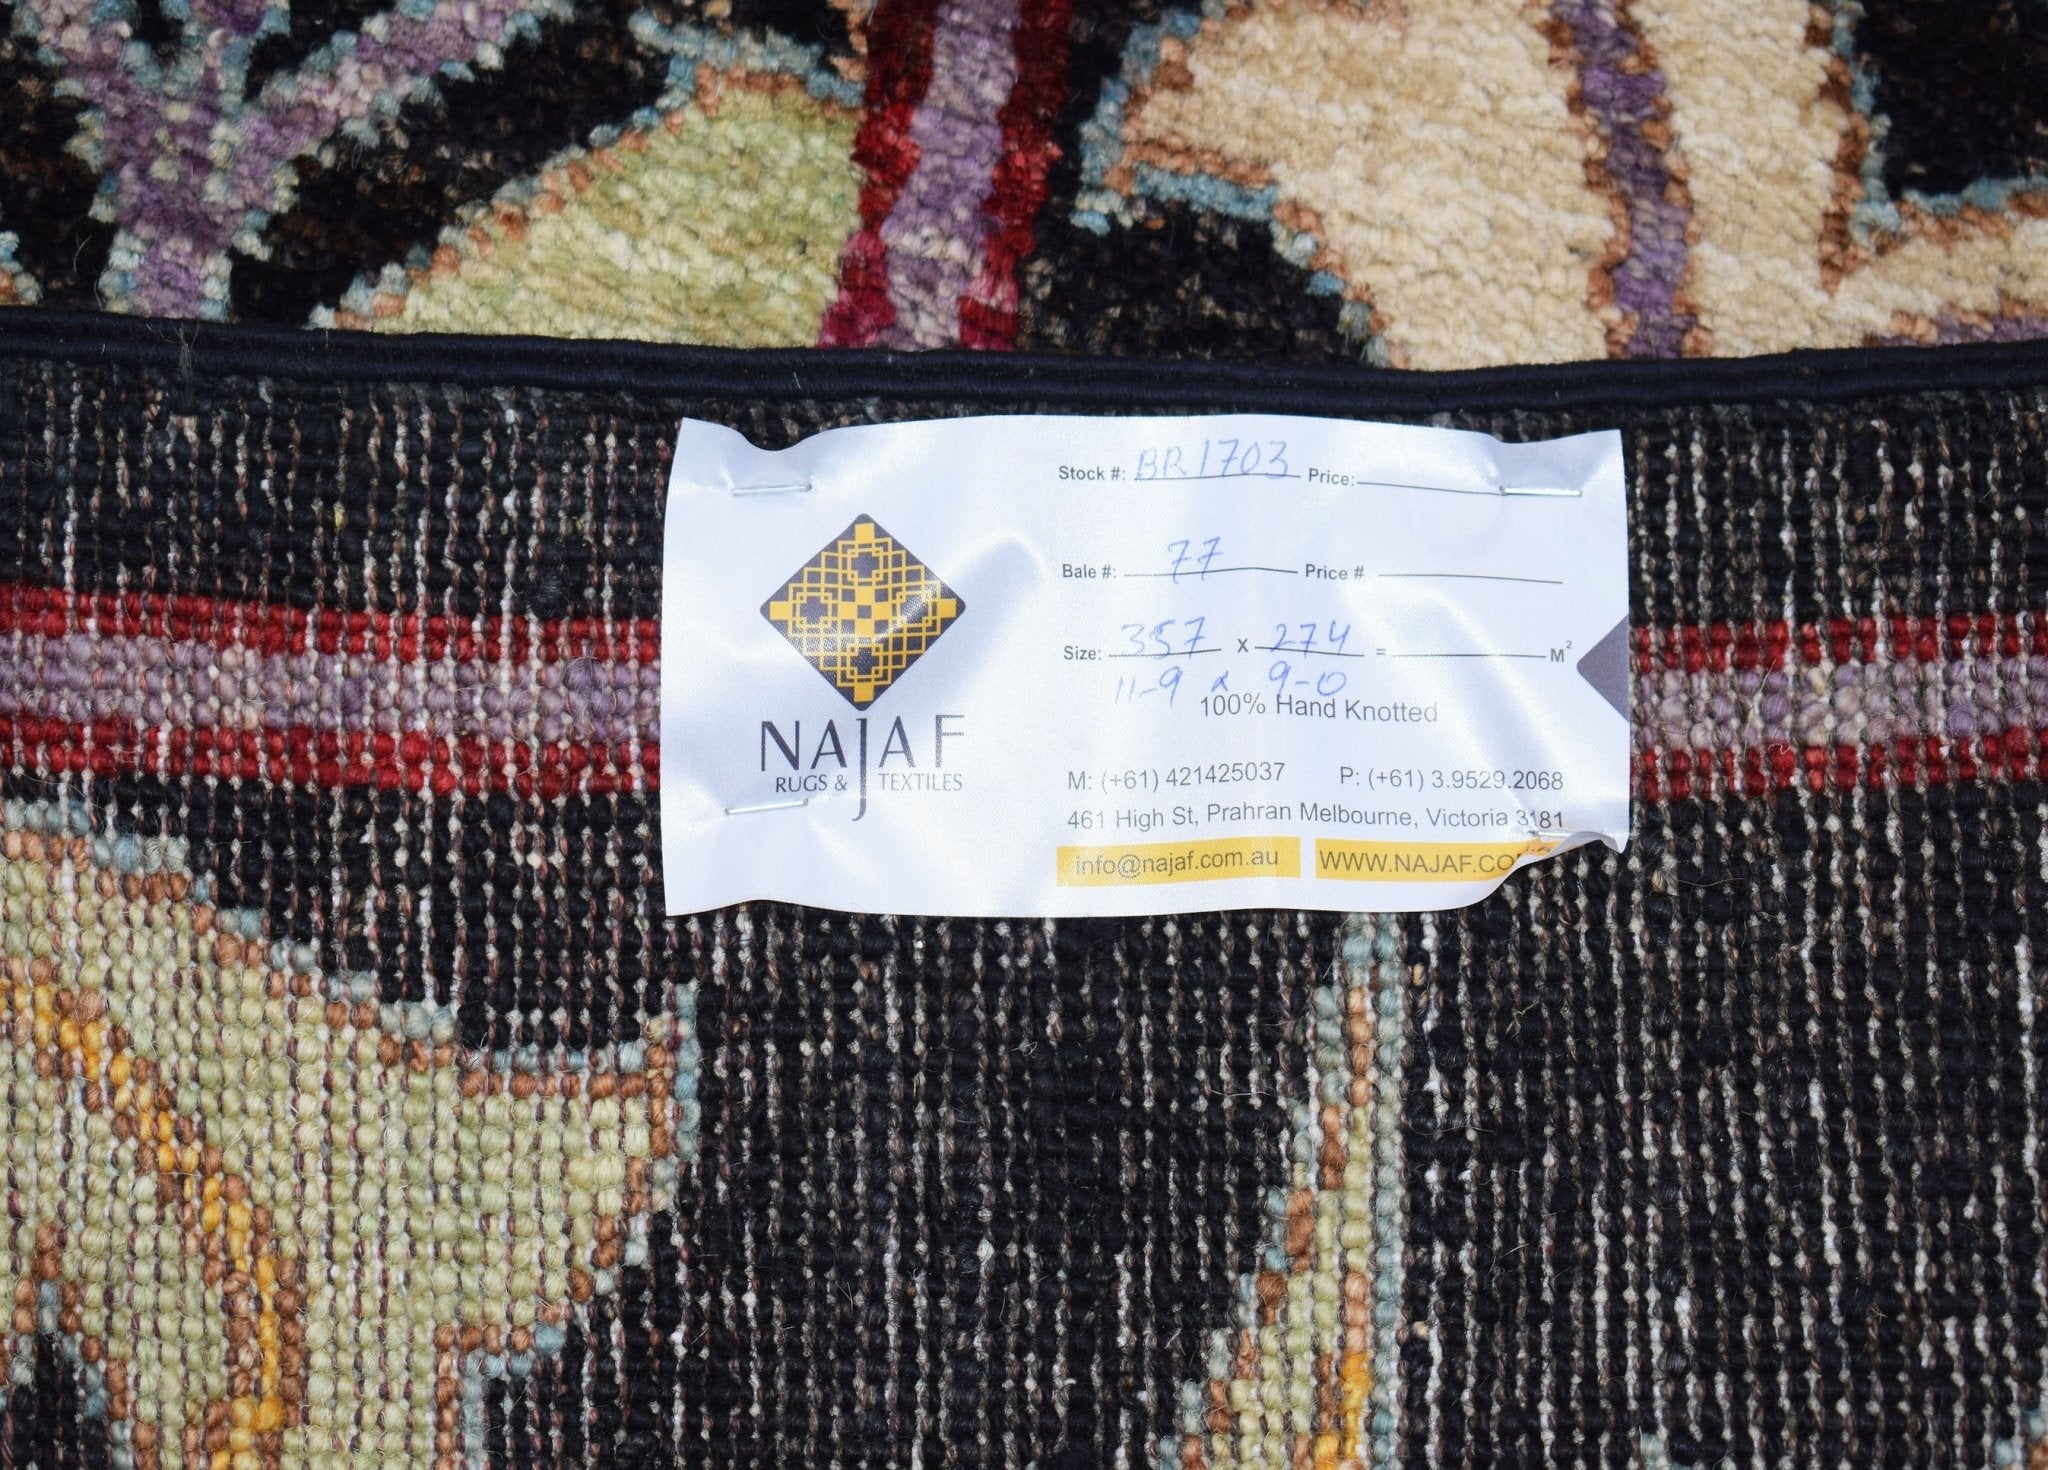 Stock #: BR1703 Price:
Bale #: 77 Price #
Size: 357 x 274 = M²
11-9 x 9-0
100% Hand Knotted
NAJAF
RUGS & TEXTILES
M: (+61) 421425037 P: (+61) 3.9529.2068
461 High St, Prahran Melbourne, Victoria 3181
info@najaf.com.au